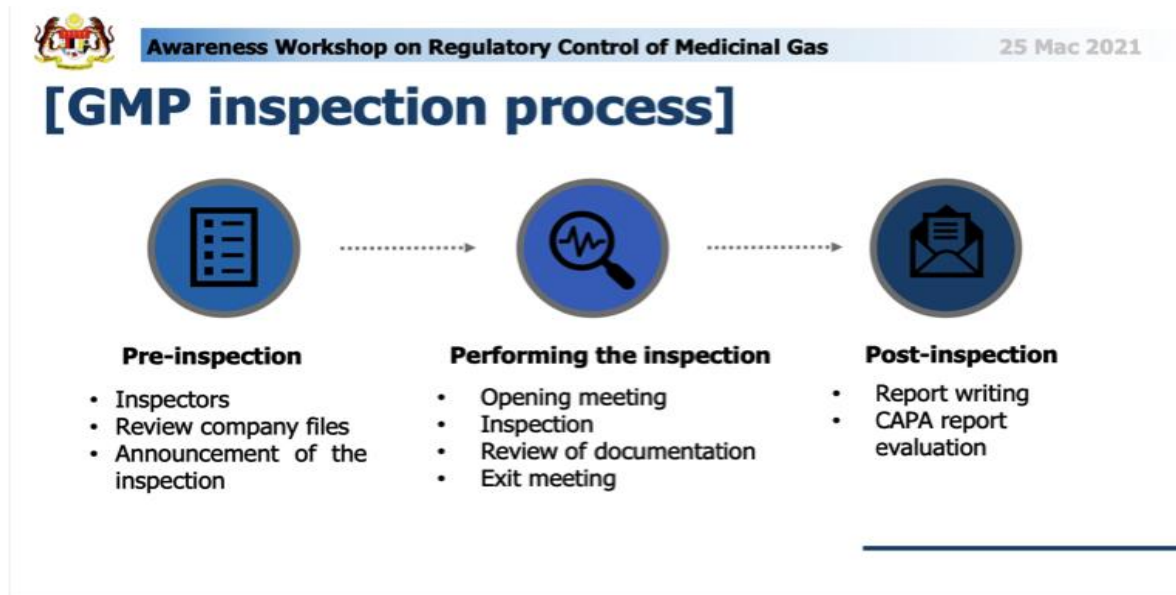 Awareness Workshop on Regulatory Control of Medicinal Gas
25 Mac 2021
[GMP inspection process]
Pre-inspection
• Inspectors
• Review company files
• Announcement of the
inspection
Performing the inspection
• Opening meeting
• Inspection
• Review of documentation
• Exit meeting
Post-inspection
• Report writing
• CAPA report
evaluation